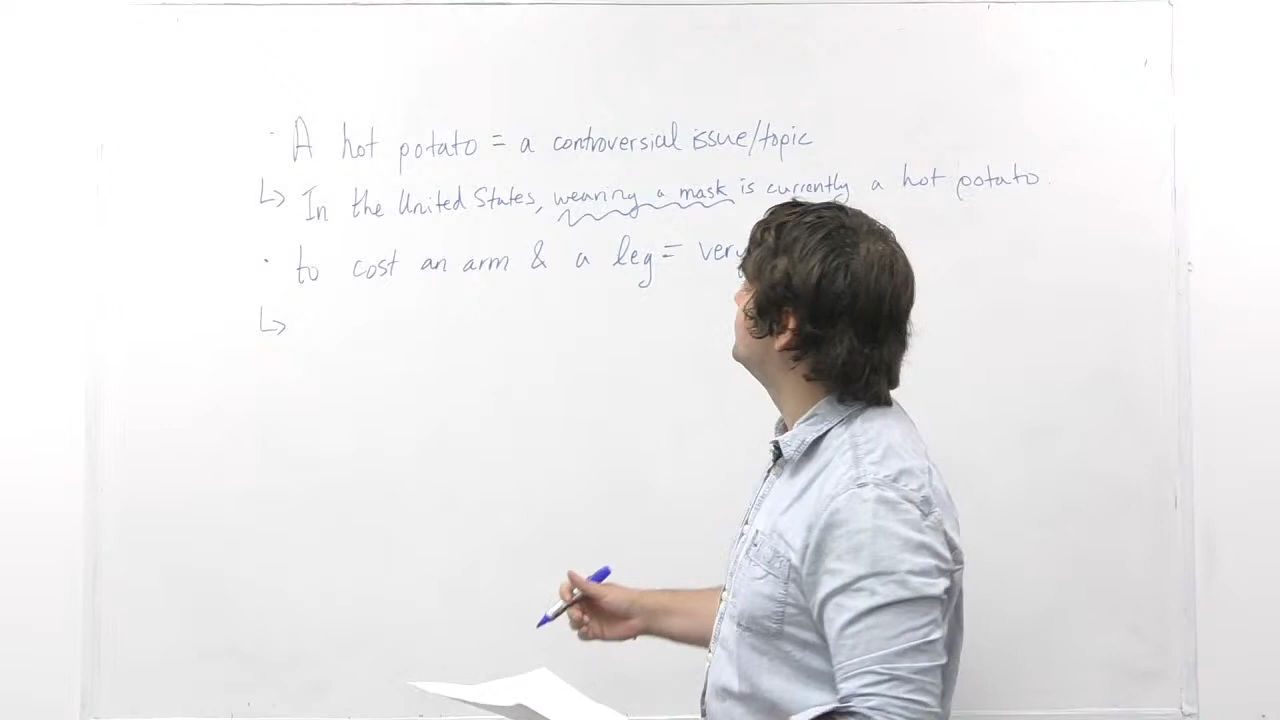 · A hot potato = a controversial issue/topic
↳ In the United States, wearing a mask is currently a hot potato.
· to cost an arm & a leg = very
↳